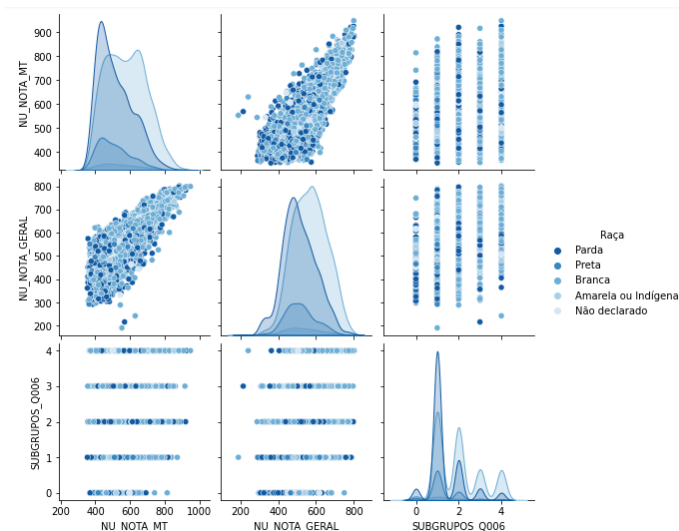 NU_NOTA_MT
900
800
700
600
500
400
NU_NOTA_GERAL
800
700
600
500
400
300
200
Raça
Parda
Preta
Branca
Amarela ou Indígena
Não declarado
SUBGRUPOS_Q006
4
3
2
1
0
200 400 600 800 1000
NU_NOTA_MT
200 400 600 800
NU_NOTA_GERAL
0 2 4
SUBGRUPOS_Q006